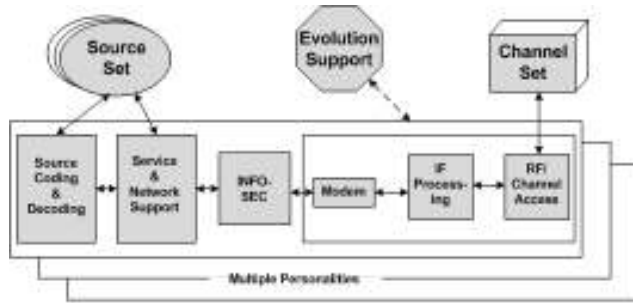 Source
Set
Evolution
Support
Channel
Set
Source
Coding
&
Decoding
Service
&
Network
Support
INFO-
SEC
Modem
IF
Process-
ing
RF/
Channel
Access
Multiple Personalities